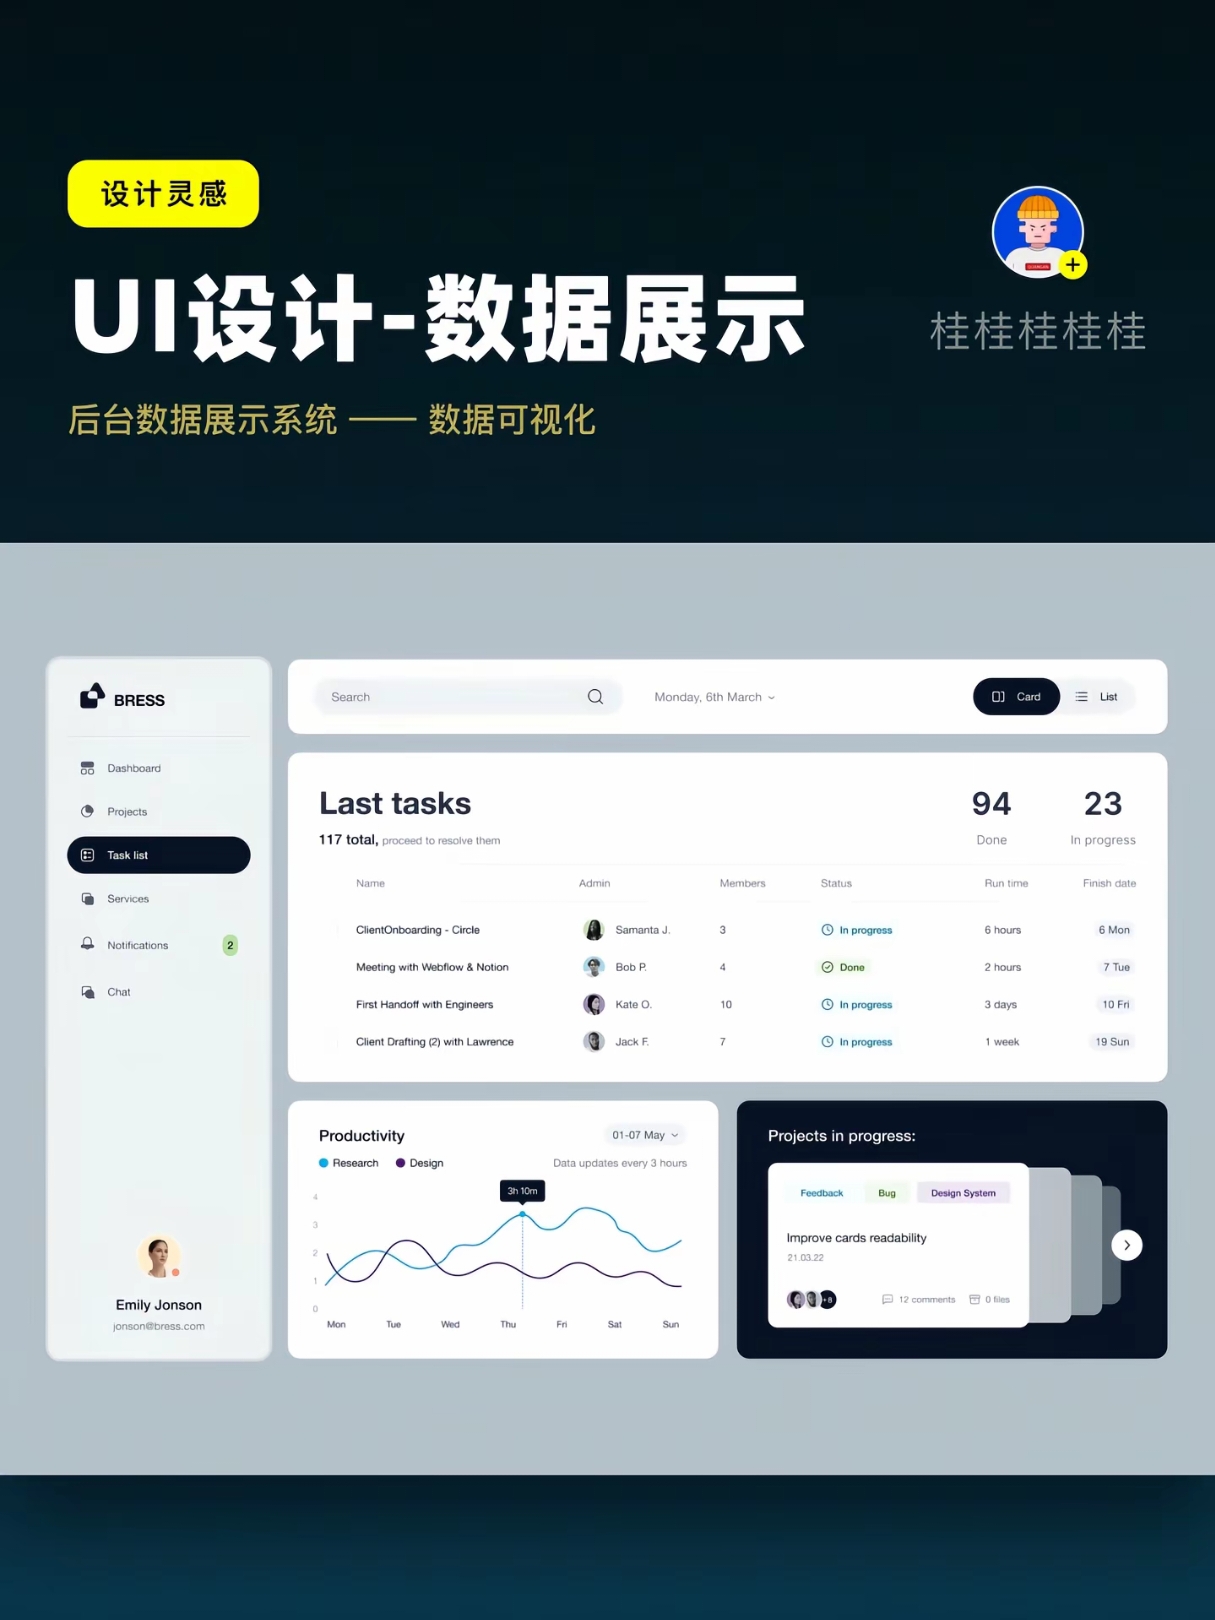 设计灵感
UI设计-数据展示
桂桂桂桂桂
后台数据展示系统 —— 数据可视化
BRESS
Dashboard
Projects
Task list
Services
Notifications 2
Chat
Emily Jonson
jonson@bress.com
Search
Monday, 6th March
Card
List
Last tasks
117 total, proceed to resolve them
94
Done
23
In progress
Name Admin Members Status Run time Finish date
ClientOnboarding - Circle Samanta J. 3 In progress 6 hours 6 Mon
Meeting with Webflow & Notion Bob P. 4 Done 2 hours 7 Tue
First Handoff with Engineers Kate O. 10 In progress 3 days 10 Fri
Client Drafting (2) with Lawrence Jack F. 7 In progress 1 week 19 Sun
Productivity
01-07 May
Research Design
Data updates every 3 hours
3h 10m
4
3
2
1
0
Mon Tue Wed Thu Fri Sat Sun
Projects in progress:
Feedback Bug Design System
Improve cards readability
21.03.22
+8
12 comments 0 files